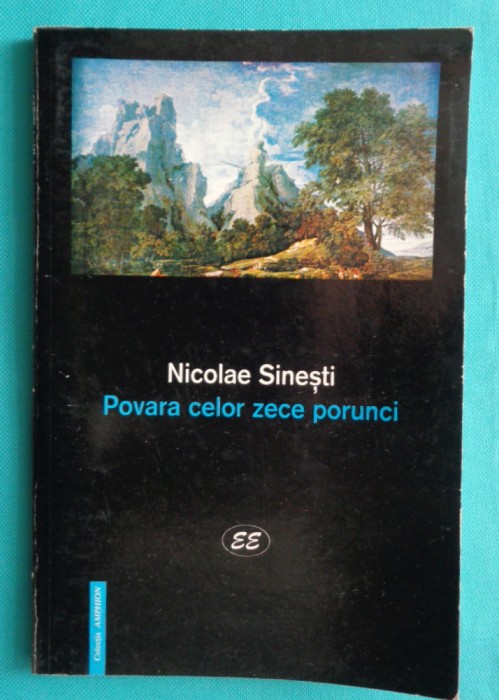 Nicolae Sinești
Povara celor zece porunci
EE
Colecția AMPHION